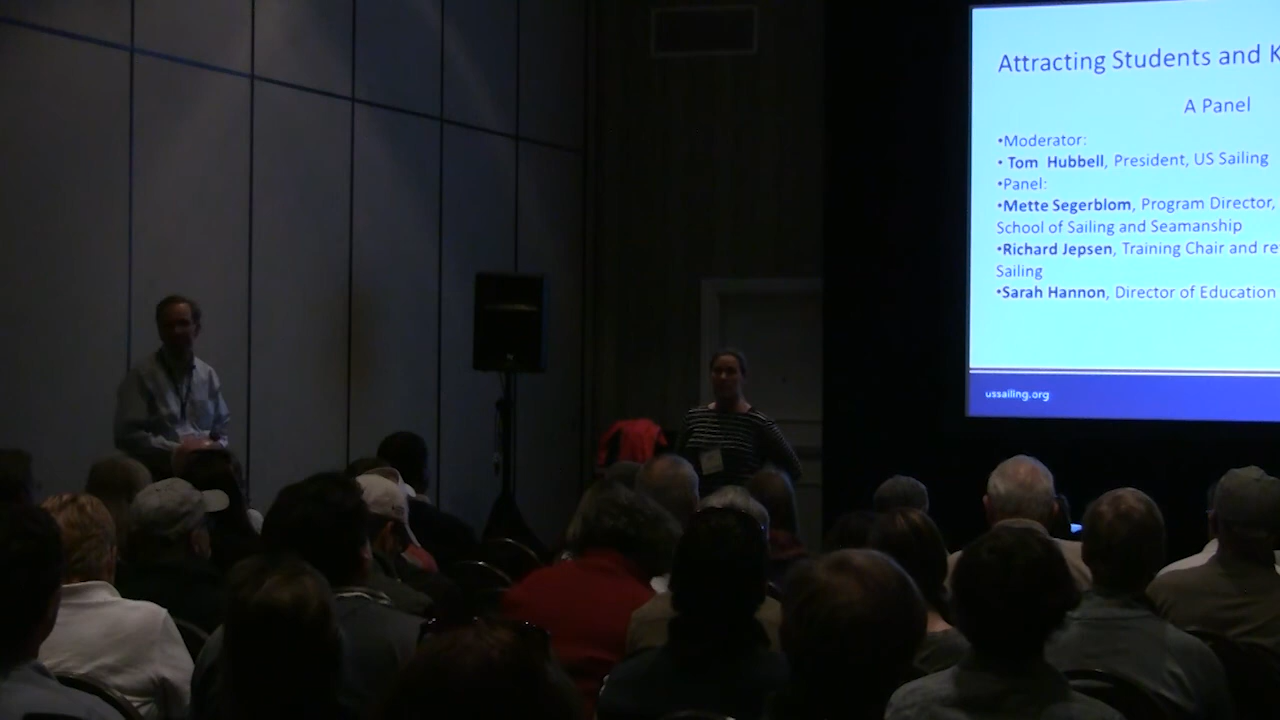 Attracting Students and K
A Panel
•Moderator:
• Tom Hubbell, President, US Sailing
•Panel:
•Mette Segerblom, Program Director,
School of Sailing and Seamanship
•Richard Jepsen, Training Chair and re
Sailing
•Sarah Hannon, Director of Education
ussailing.org